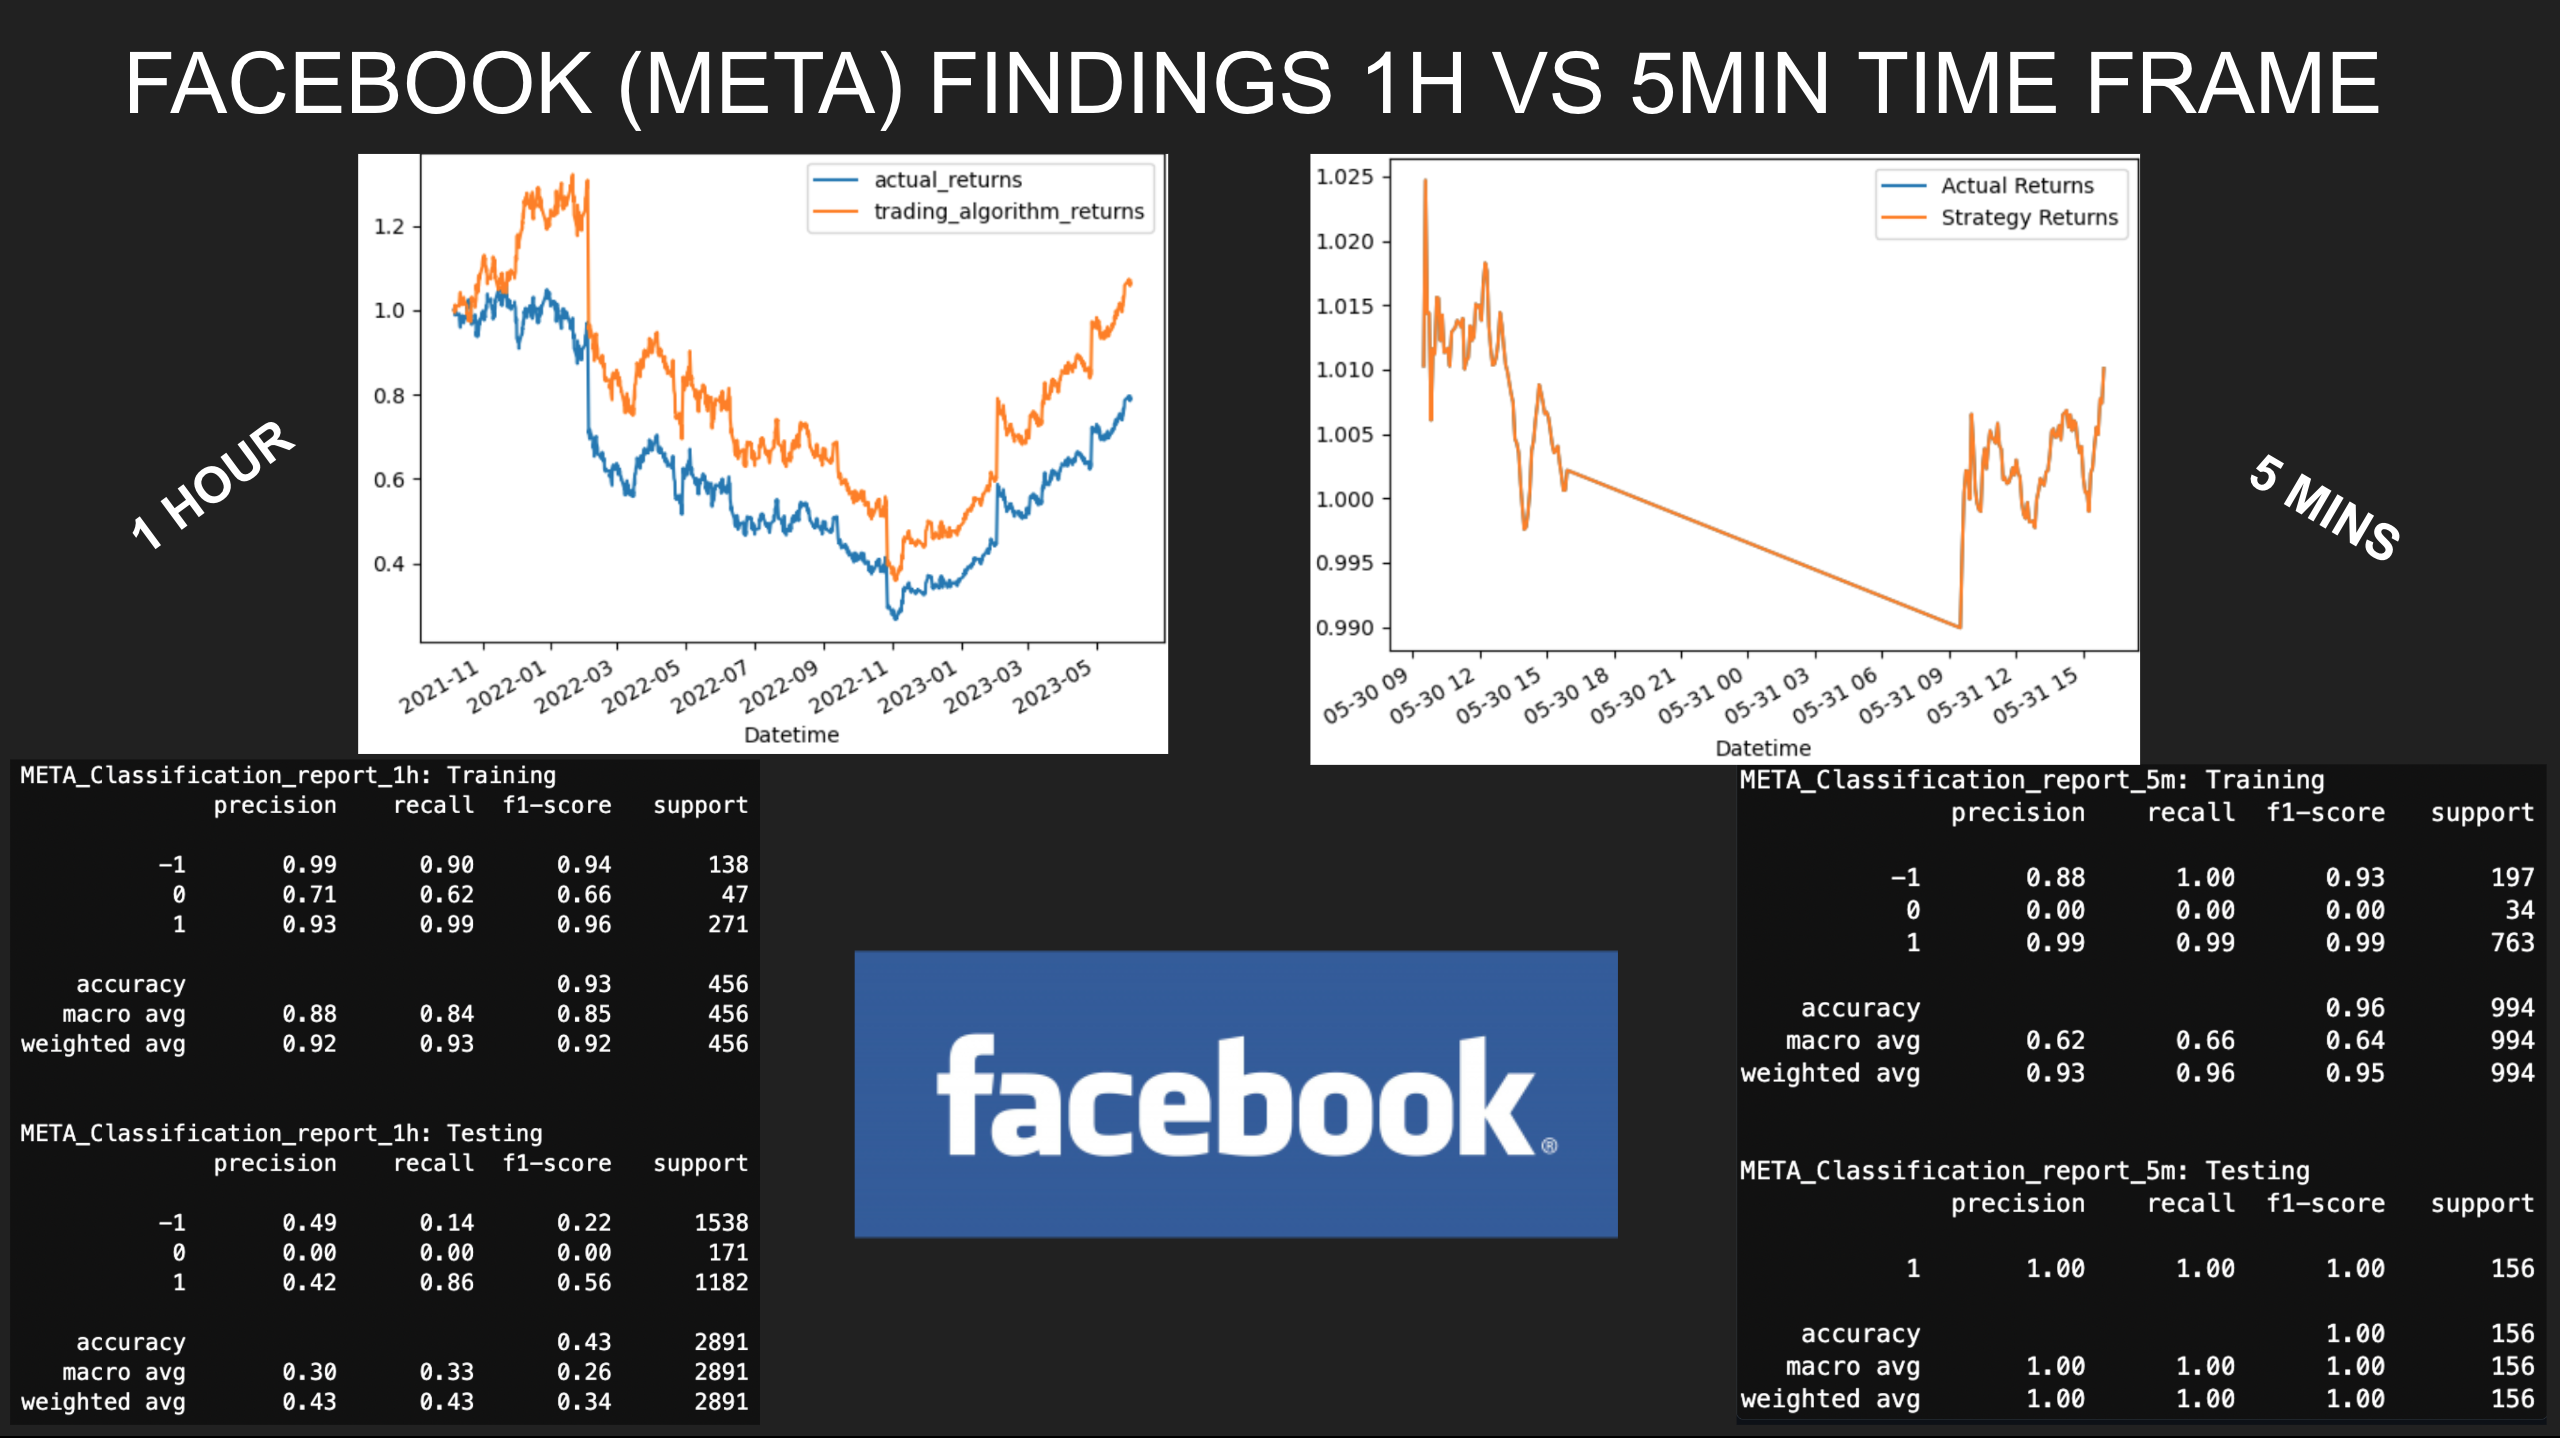 FACEBOOK (META) FINDINGS 1H VS 5MIN TIME FRAME
actual_returns
trading_algorithm_returns
1.2
1.0
0.8
0.6
0.4
2021-11
2022-01
2022-03
2022-05
2022-07
2022-09
2022-11
2023-01
2023-03
2023-05
Datetime
1 HOUR
Actual Returns
Strategy Returns
1.025
1.020
1.015
1.010
1.005
1.000
0.995
0.990
05-30 09
05-30 12
05-30 15
05-30 18
05-30 21
05-31 00
05-31 03
05-31 06
05-31 09
05-31 12
05-31 15
Datetime
5 MINS
META_Classification_report_1h: Training
precision recall f1-score support
-1 0.99 0.90 0.94 138
0 0.71 0.62 0.66 47
1 0.93 0.99 0.96 271
accuracy 0.93 456
macro avg 0.88 0.84 0.85 456
weighted avg 0.92 0.93 0.92 456
META_Classification_report_1h: Testing
precision recall f1-score support
-1 0.49 0.14 0.22 1538
0 0.00 0.00 0.00 171
1 0.42 0.86 0.56 1182
accuracy 0.43 2891
macro avg 0.30 0.33 0.26 2891
weighted avg 0.43 0.43 0.34 2891
facebook®
META_Classification_report_5m: Training
precision recall f1-score support
-1 0.88 1.00 0.93 197
0 0.00 0.00 0.00 34
1 0.99 0.99 0.99 763
accuracy 0.96 994
macro avg 0.62 0.66 0.64 994
weighted avg 0.93 0.96 0.95 994
META_Classification_report_5m: Testing
precision recall f1-score support
1 1.00 1.00 1.00 156
accuracy 1.00 156
macro avg 1.00 1.00 1.00 156
weighted avg 1.00 1.00 1.00 156